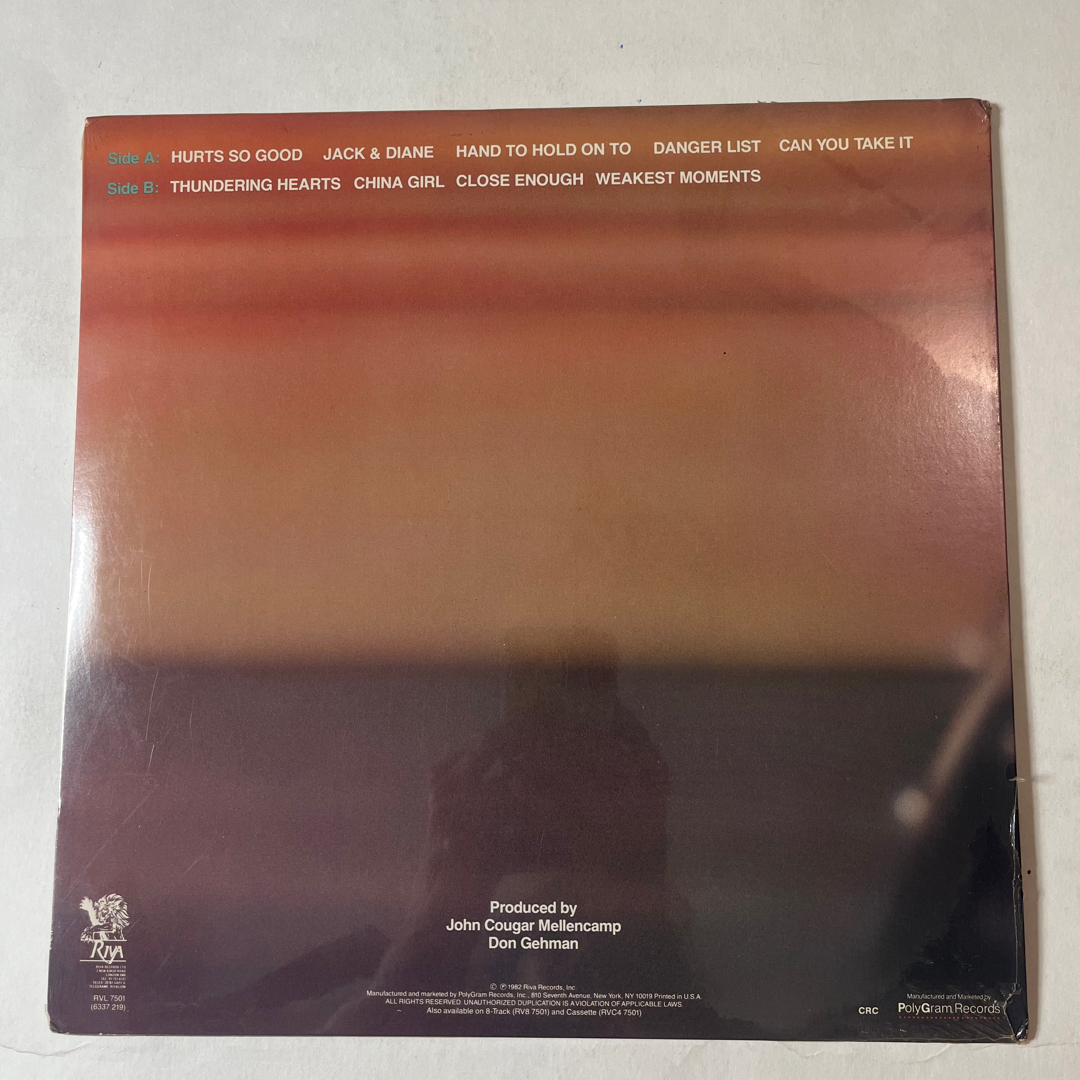 Side A: HURTS SO GOOD JACK & DIANE HAND TO HOLD ON TO DANGER LIST CAN YOU TAKE IT
Side B: THUNDERING HEARTS CHINA GIRL CLOSE ENOUGH WEAKEST MOMENTS
Produced by
John Cougar Mellencamp
Don Gehman
RIVA
RIVA RECORDS LTD
LONDON
RVL 7501
(6337 219)
© ℗ 1982 Riva Records, Inc
Manufactured and marketed by PolyGram Records, Inc., 810 Seventh Avenue, New York, NY 10019 Printed in U.S.A.
ALL RIGHTS RESERVED. UNAUTHORIZED DUPLICATION IS A VIOLATION OF APPLICABLE LAWS.
Also available on 8-Track (RV8 7501) and Cassette (RVC4 7501)
CRC
Manufactured and Marketed by
PolyGram Records